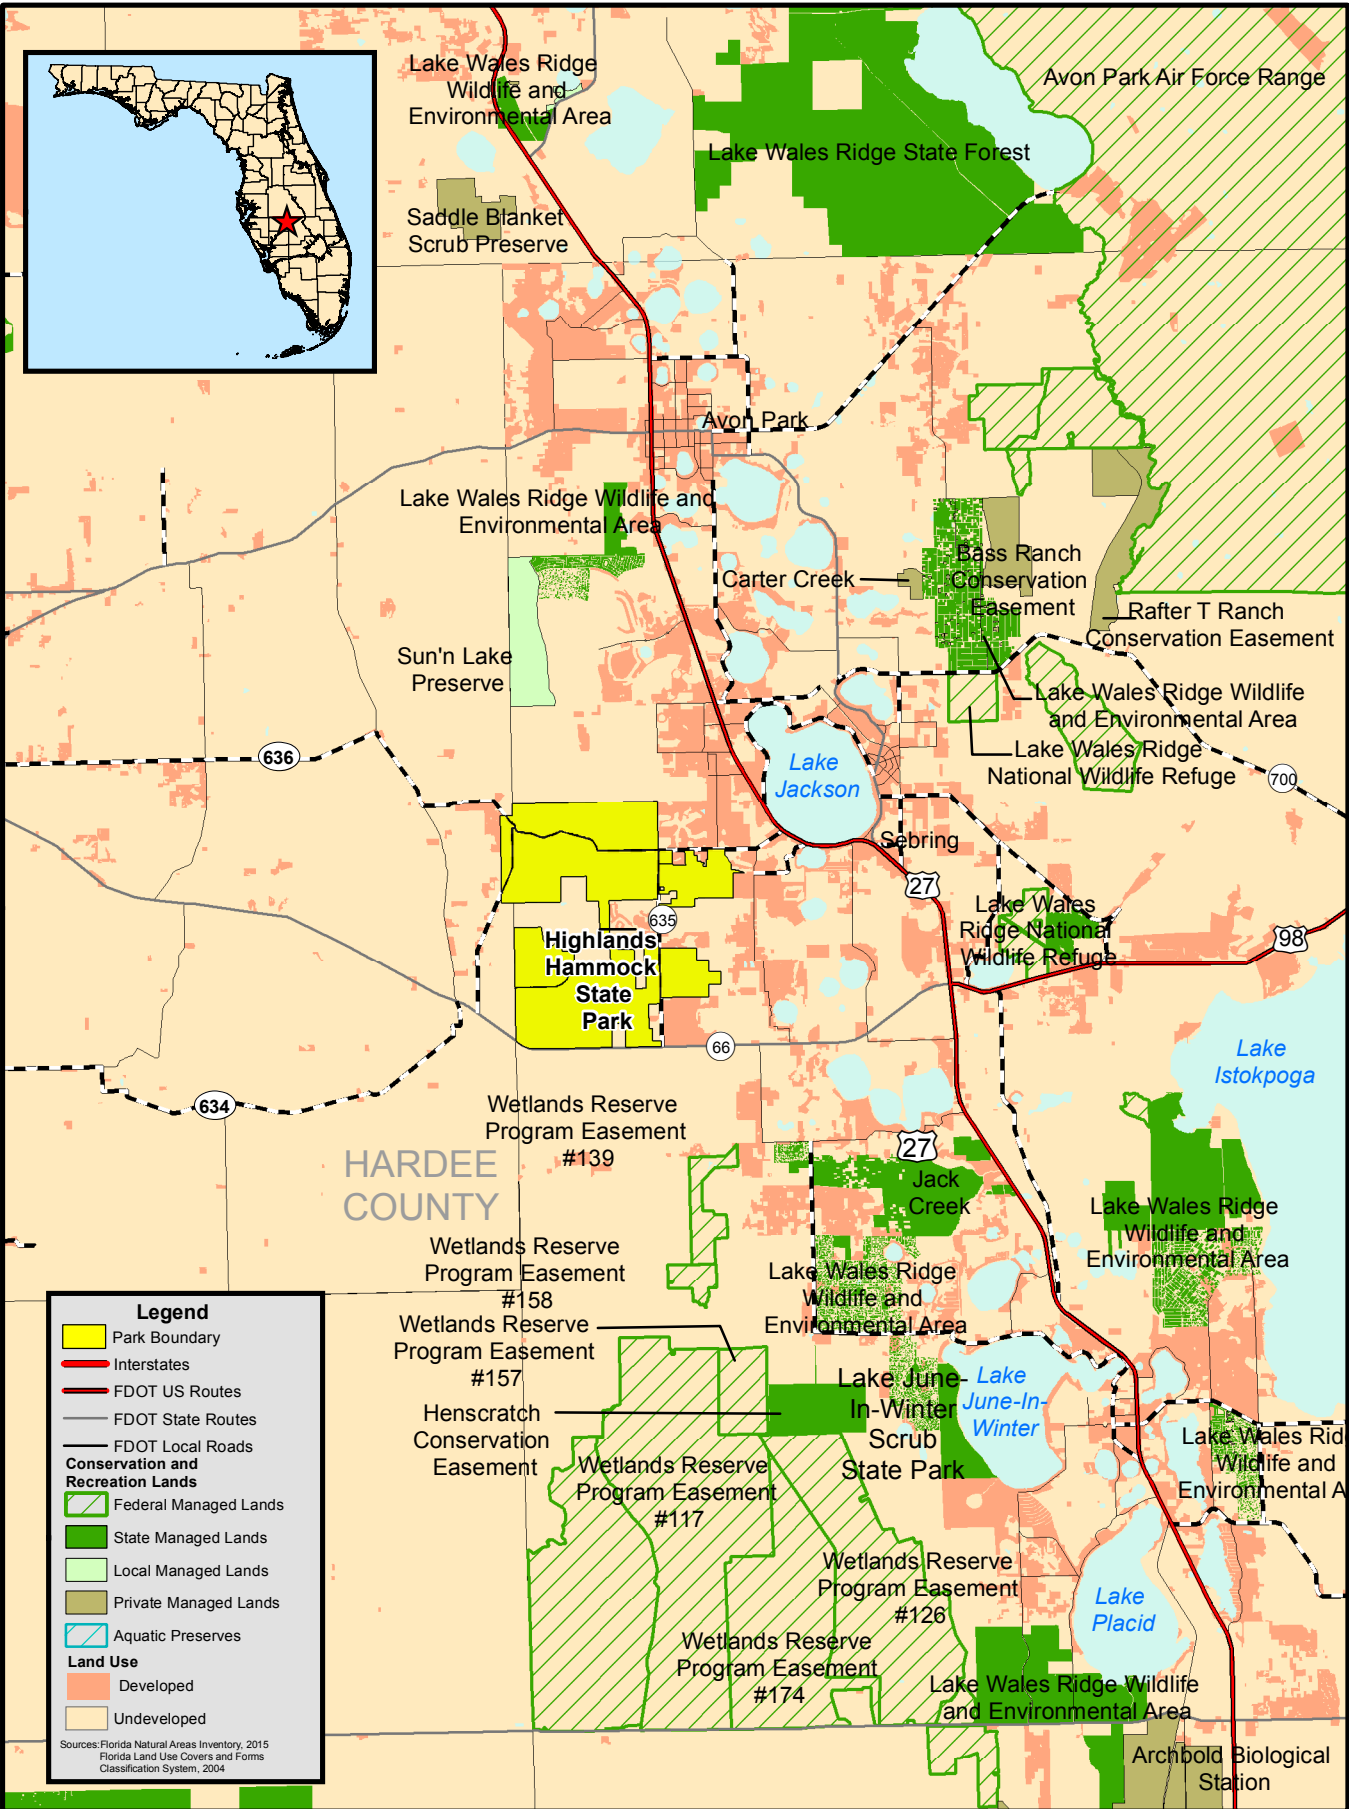 Lake Wales Ridge
Wildlife and
Environmental Area
Avon Park Air Force Range
Lake Wales Ridge State Forest
Saddle Blanket
Scrub Preserve
Avon Park
Lake Wales Ridge Wildlife and
Environmental Area
Carter Creek
Bass Ranch
Conservation
Easement
Rafter T Ranch
Conservation Easement
Sun'n Lake
Preserve
Lake Wales Ridge Wildlife
and Environmental Area
Lake Wales Ridge
National Wildlife Refuge
636
Lake
Jackson
700
Sebring
27
635
Lake Wales
Ridge National
Wildlife Refuge
98
Highlands
Hammock
State
Park
66
Lake
Istokpoga
634
Wetlands Reserve
Program Easement
#139
HARDEE
COUNTY
27
Jack
Creek
Lake Wales Ridge
Wildlife and
Environmental Area
Wetlands Reserve
Program Easement
#158
Lake Wales Ridge
Wildlife and
Environmental Area
Wetlands Reserve
Program Easement
#157
Lake June-
In-Winter
Scrub
State Park
Lake
June-In-
Winter
Henscratch
Conservation
Easement
Lake Wales Rid
Wildlife and
Environmental A
Wetlands Reserve
Program Easement
#117
Wetlands Reserve
Program Easement
#126
Lake
Placid
Wetlands Reserve
Program Easement
#174
Lake Wales Ridge Wildlife
and Environmental Area
Archbold Biological
Station
Legend
Park Boundary
Interstates
FDOT US Routes
FDOT State Routes
FDOT Local Roads
Conservation and
Recreation Lands
Federal Managed Lands
State Managed Lands
Local Managed Lands
Private Managed Lands
Aquatic Preserves
Land Use
Developed
Undeveloped
Sources:Florida Natural Areas Inventory, 2015
Florida Land Use Covers and Forms
Classification System, 2004